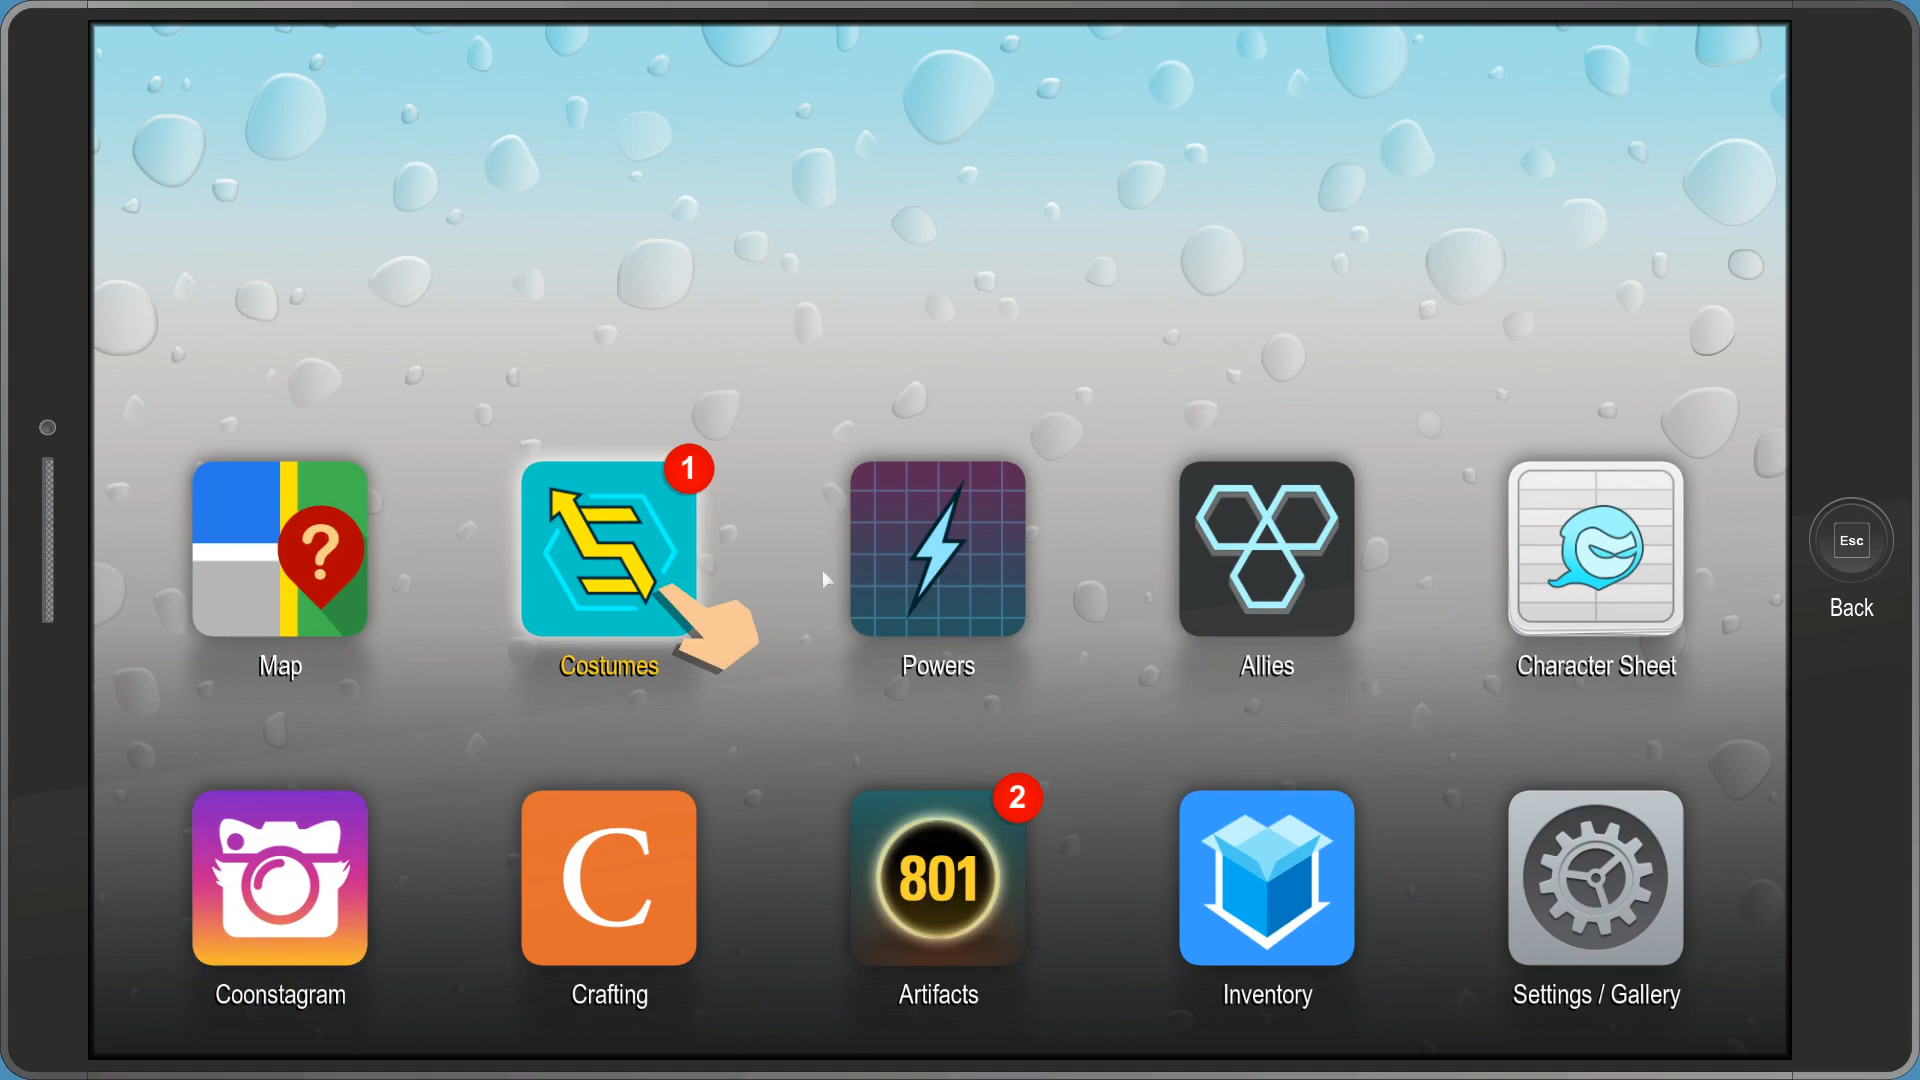 1
?
Esc
Map
Costumes
Powers
Allies
Character Sheet
Back
2
C
801
Coonstagram
Crafting
Artifacts
Inventory
Settings / Gallery